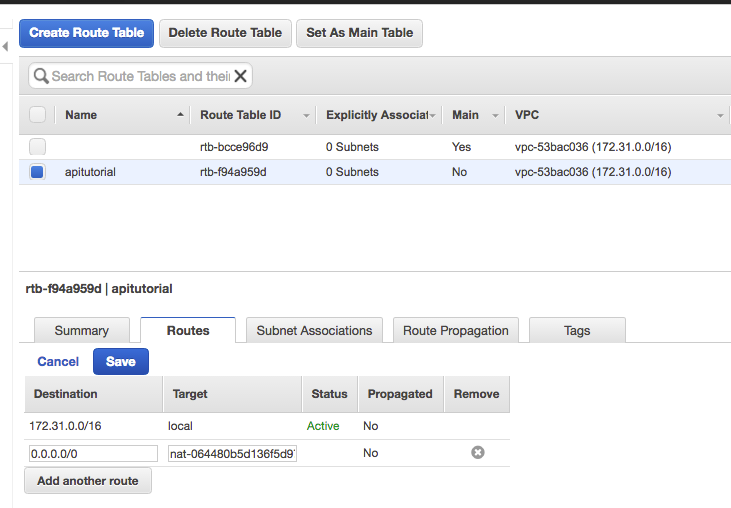 Create Route Table Delete Route Table Set As Main Table
Search Route Tables and their
Name Route Table ID Explicitly Associat Main VPC
rtb-bcce96d9 0 Subnets Yes vpc-53bac036 (172.31.0.0/16)
apitutorial rtb-f94a959d 0 Subnets No vpc-53bac036 (172.31.0.0/16)
rtb-f94a959d | apitutorial
Summary Routes Subnet Associations Route Propagation Tags
Cancel Save
Destination Target Status Propagated Remove
172.31.0.0/16 local Active No
0.0.0.0/0 nat-064480b5d136f5d9 No
Add another route